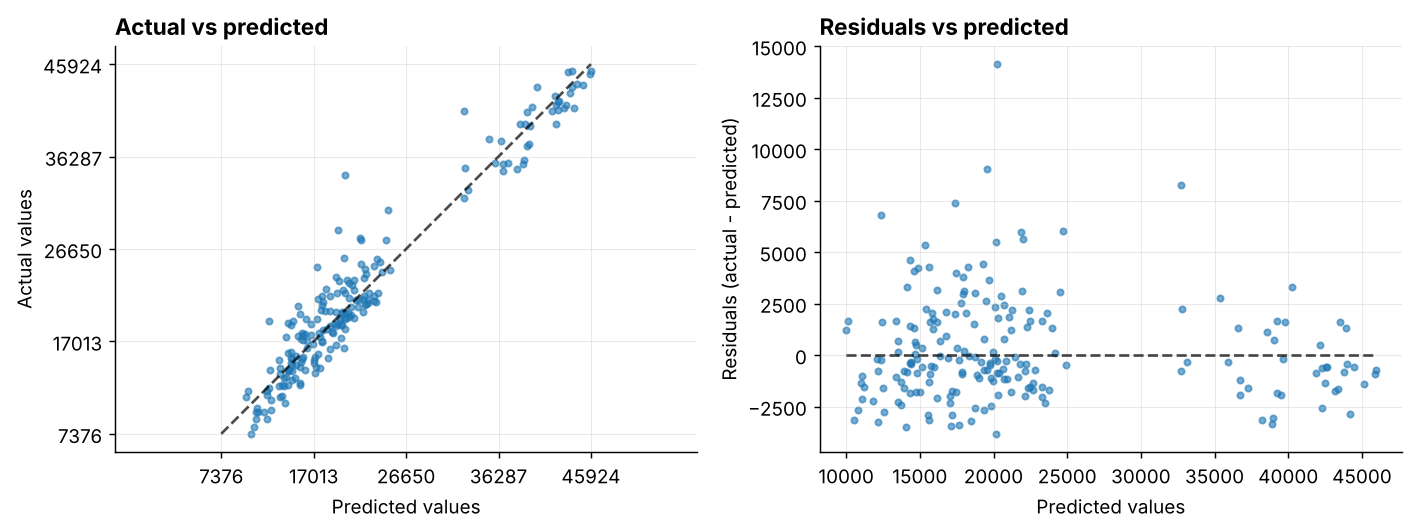 Actual vs predicted
45924
36287
26650
17013
7376
Actual values
7376 17013 26650 36287 45924
Predicted values
Residuals vs predicted
15000
12500
10000
7500
5000
2500
0
−2500
Residuals (actual - predicted)
10000 15000 20000 25000 30000 35000 40000 45000
Predicted values